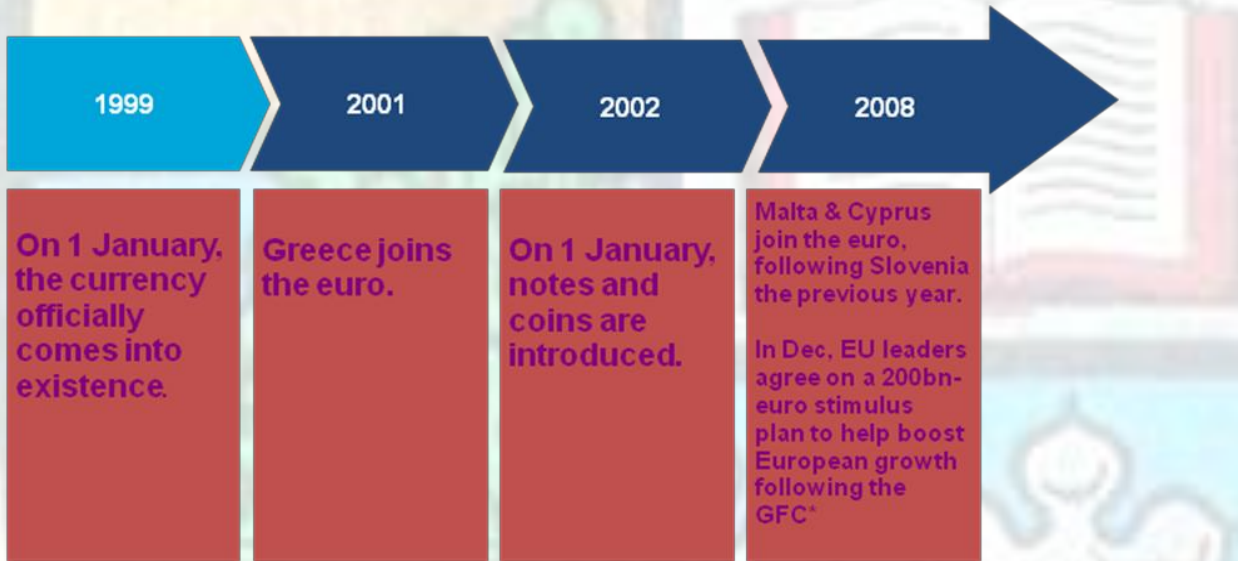 1999
2001
2002
2008
On 1 January,
the currency
officially
comes into
existence.
Greece joins
the euro.
On 1 January,
notes and
coins are
introduced.
Malta & Cyprus
join the euro,
following Slovenia
the previous year.
In Dec, EU leaders
agree on a 200bn-
euro stimulus
plan to help boost
European growth
following the
GFC*